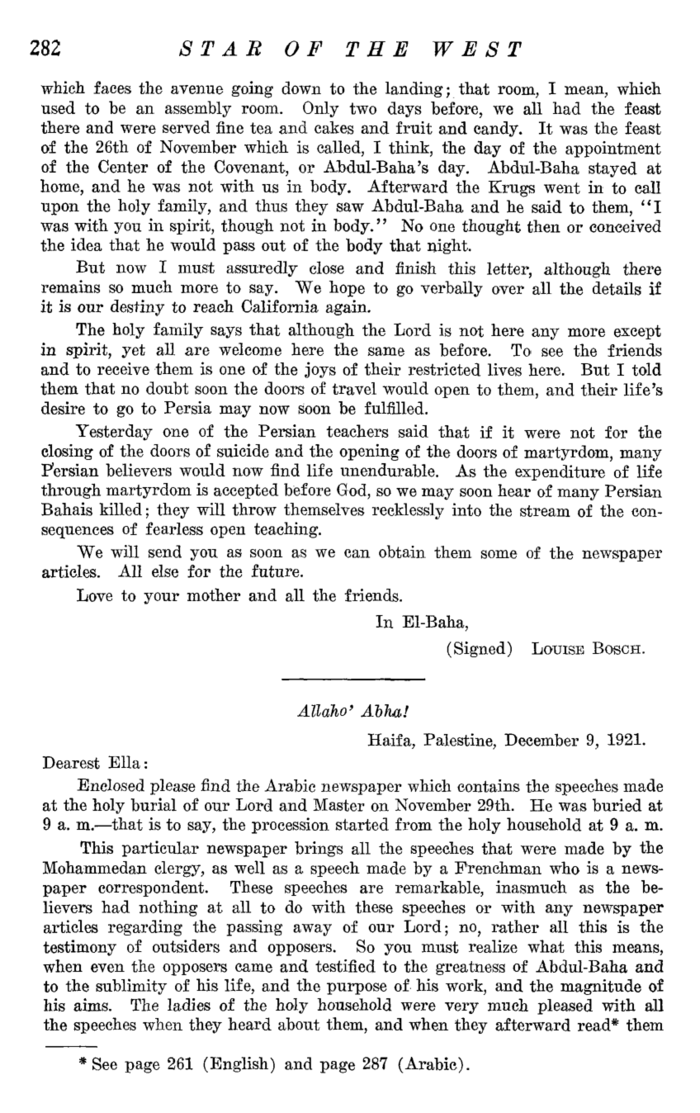 282 STAR OF THE WEST
which faces the avenue going down to the landing; that room, I mean, which
used to be an assembly room. Only two days before, we all had the feast
there and were served fine tea and cakes and fruit and candy. It was the feast
of the 26th of November which is called, I think, the day of the appointment
of the Center of the Covenant, or Abdul-Baha's day. Abdul-Baha stayed at
home, and he was not with us in body. Afterward the Krugs went in to call
upon the holy family, and thus they saw Abdul-Baha and he said to them, "I
was with you in spirit, though not in body." No one thought then or conceived
the idea that he would pass out of the body that night.
But now I must assuredly close and finish this letter, although there
remains so much more to say. We hope to go verbally over all the details if
it is our destiny to reach California again.
The holy family says that although the Lord is not here any more except
in spirit, yet all are welcome here the same as before. To see the friends
and to receive them is one of the joys of their restricted lives here. But I told
them that no doubt soon the doors of travel would open to them, and their life's
desire to go to Persia may now soon be fulfilled.
Yesterday one of the Persian teachers said that if it were not for the
closing of the doors of suicide and the opening of the doors of martyrdom, many
Persian believers would now find life unendurable. As the expenditure of life
through martyrdom is accepted before God, so we may soon hear of many Persian
Bahais killed; they will throw themselves recklessly into the stream of the con-
sequences of fearless open teaching.
We will send you as soon as we can obtain them some of the newspaper
articles. All else for the future.
Love to your mother and all the friends.
In El-Baha,
(Signed) LOUISE BOSCH.
Allaho' Abha!
Haifa, Palestine, December 9, 1921.
Dearest Ella:
Enclosed please find the Arabic newspaper which contains the speeches made
at the holy burial of our Lord and Master on November 29th. He was buried at
9 a. m.—that is to say, the procession started from the holy household at 9 a. m.
This particular newspaper brings all the speeches that were made by the
Mohammedan clergy, as well as a speech made by a Frenchman who is a news-
paper correspondent. These speeches are remarkable, inasmuch as the be-
lievers had nothing at all to do with these speeches or with any newspaper
articles regarding the passing away of our Lord; no, rather all this is the
testimony of outsiders and opposers. So you must realize what this means,
when even the opposers came and testified to the greatness of Abdul-Baha and
to the sublimity of his life, and the purpose of his work, and the magnitude of
his aims. The ladies of the holy household were very much pleased with all
the speeches when they heard about them, and when they afterward read* them
* See page 261 (English) and page 287 (Arabic).